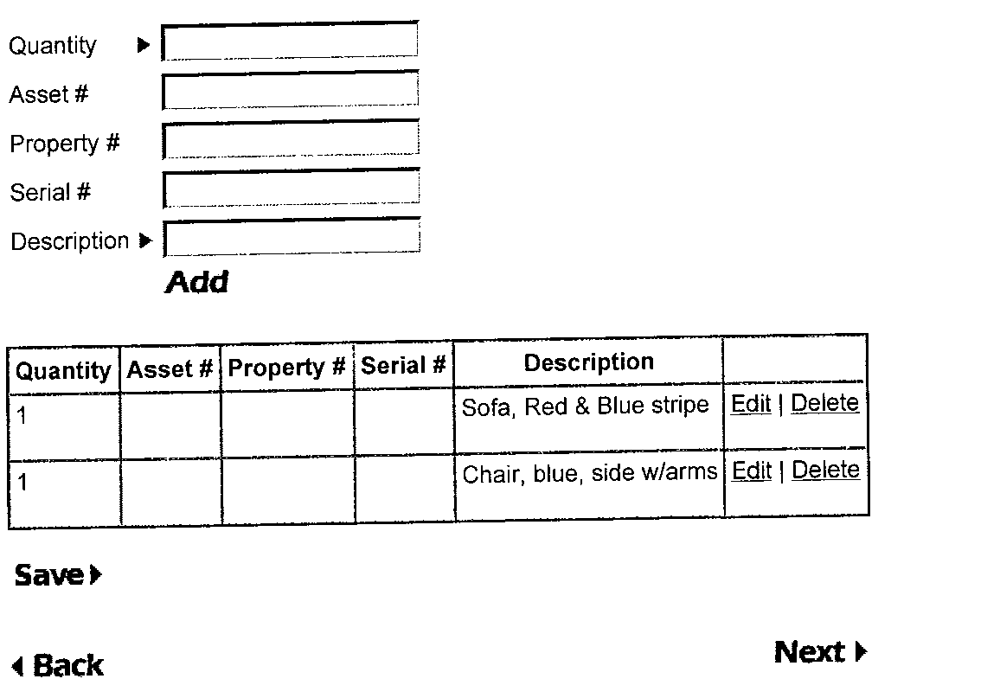 Quantity ▶
Asset #
Property #
Serial #
Description ▶
Add
Quantity Asset # Property # Serial # Description
1 Sofa, Red & Blue stripe Edit | Delete
1 Chair, blue, side w/arms Edit | Delete
Save ▶
◀ Back Next ▶